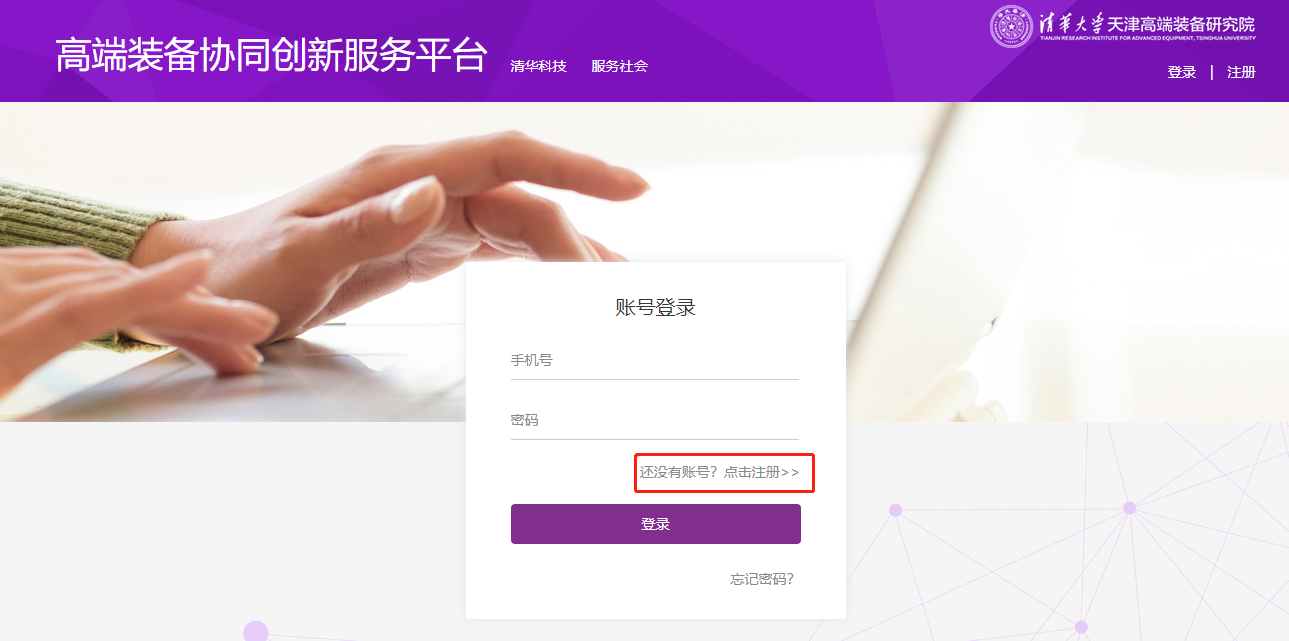 高端装备协同创新服务平台
清华科技 服务社会
清华大学天津高端装备研究院
TIANJIN RESEARCH INSTITUTE FOR ADVANCED EQUIPMENT, TSINGHUA UNIVERSITY
登录 | 注册
账号登录
手机号
密码
还没有账号？点击注册>>
登录
忘记密码?